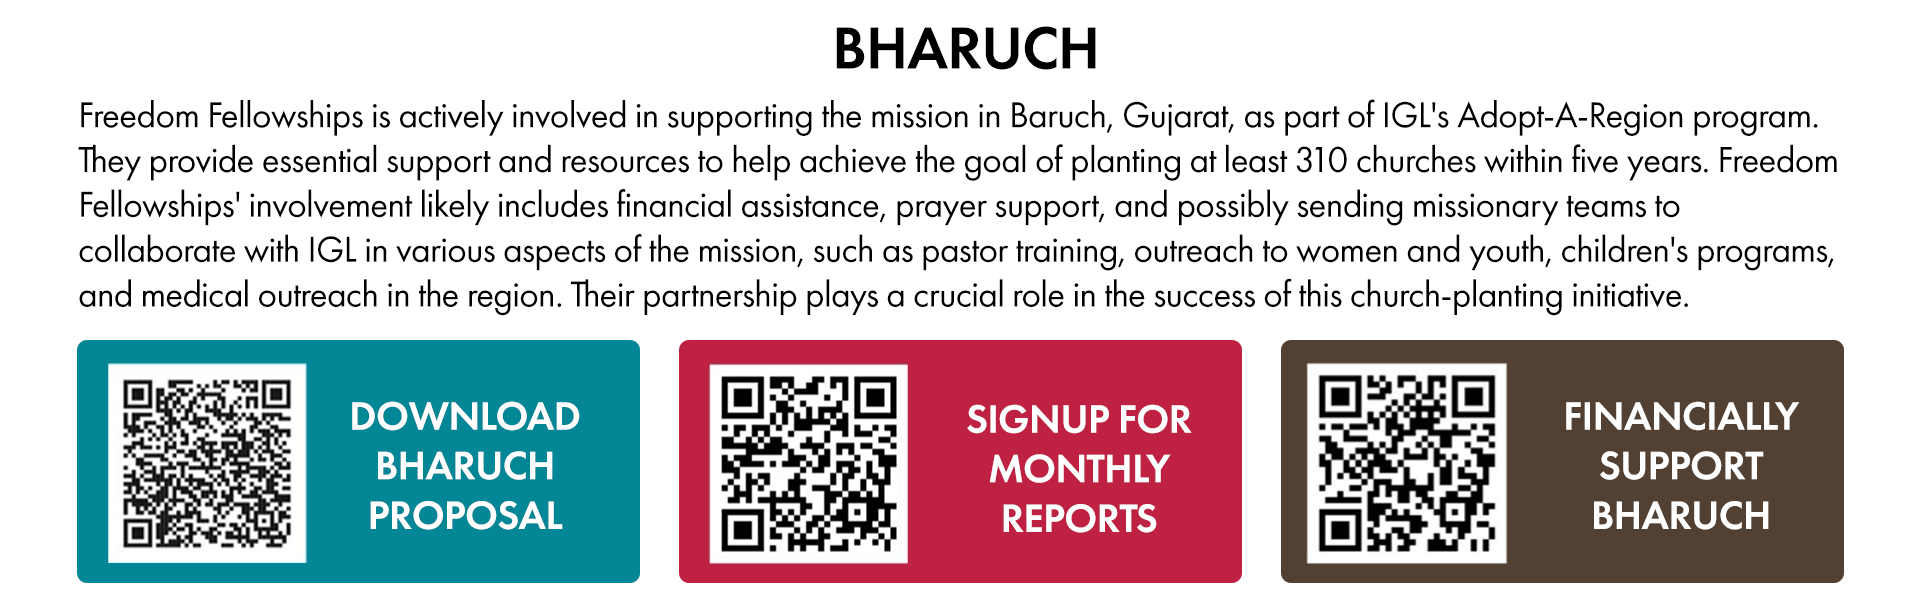 BHARUCH
Freedom Fellowships is actively involved in supporting the mission in Baruch, Gujarat, as part of IGL's Adopt-A-Region program.
They provide essential support and resources to help achieve the goal of planting at least 310 churches within five years. Freedom
Fellowships' involvement likely includes financial assistance, prayer support, and possibly sending missionary teams to
collaborate with IGL in various aspects of the mission, such as pastor training, outreach to women and youth, children's programs,
and medical outreach in the region. Their partnership plays a crucial role in the success of this church-planting initiative.
DOWNLOAD
BHARUCH
PROPOSAL
SIGNUP FOR
MONTHLY
REPORTS
FINANCIALLY
SUPPORT
BHARUCH